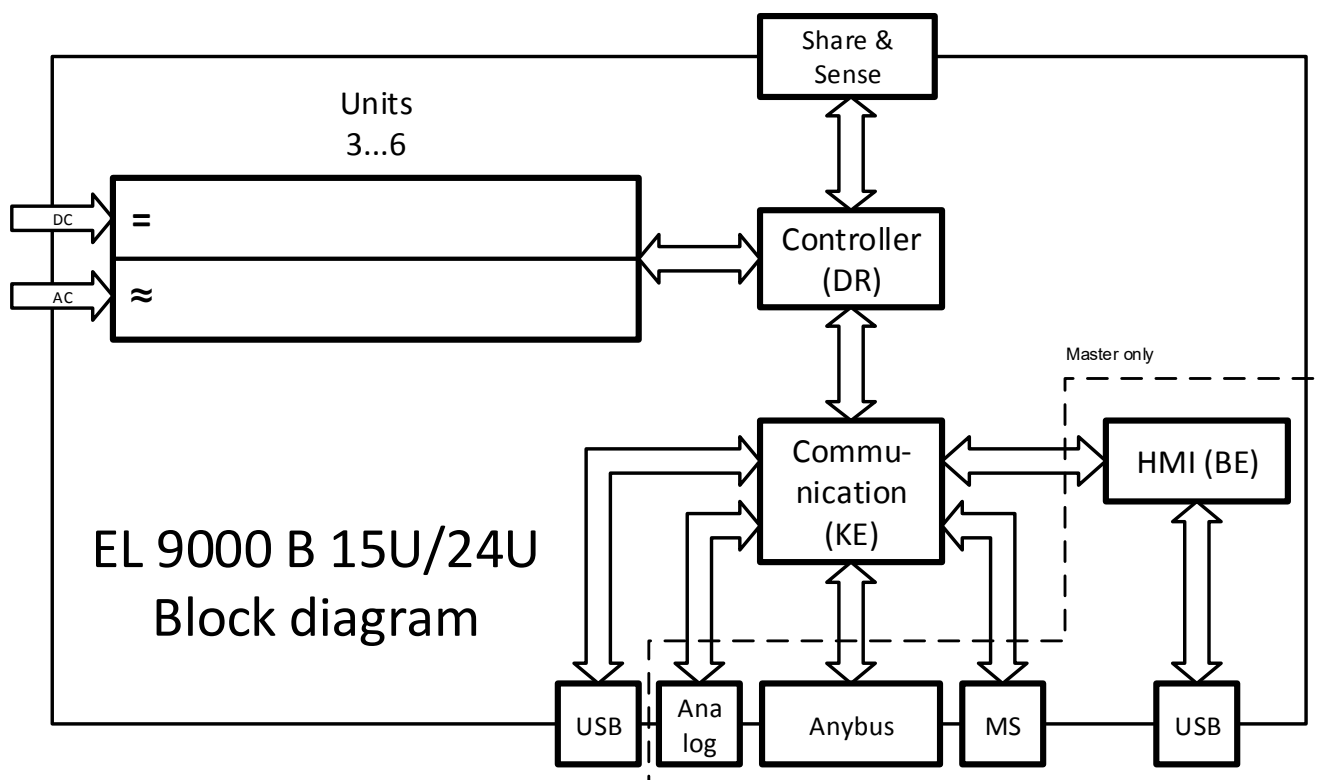 Share &
Sense
Units
3...6
DC
=
Controller
(DR)
AC
≈
Master only
Commu-
nication
(KE)
HMI (BE)
EL 9000 B 15U/24U
Block diagram
USB
Ana
log
Anybus
MS
USB